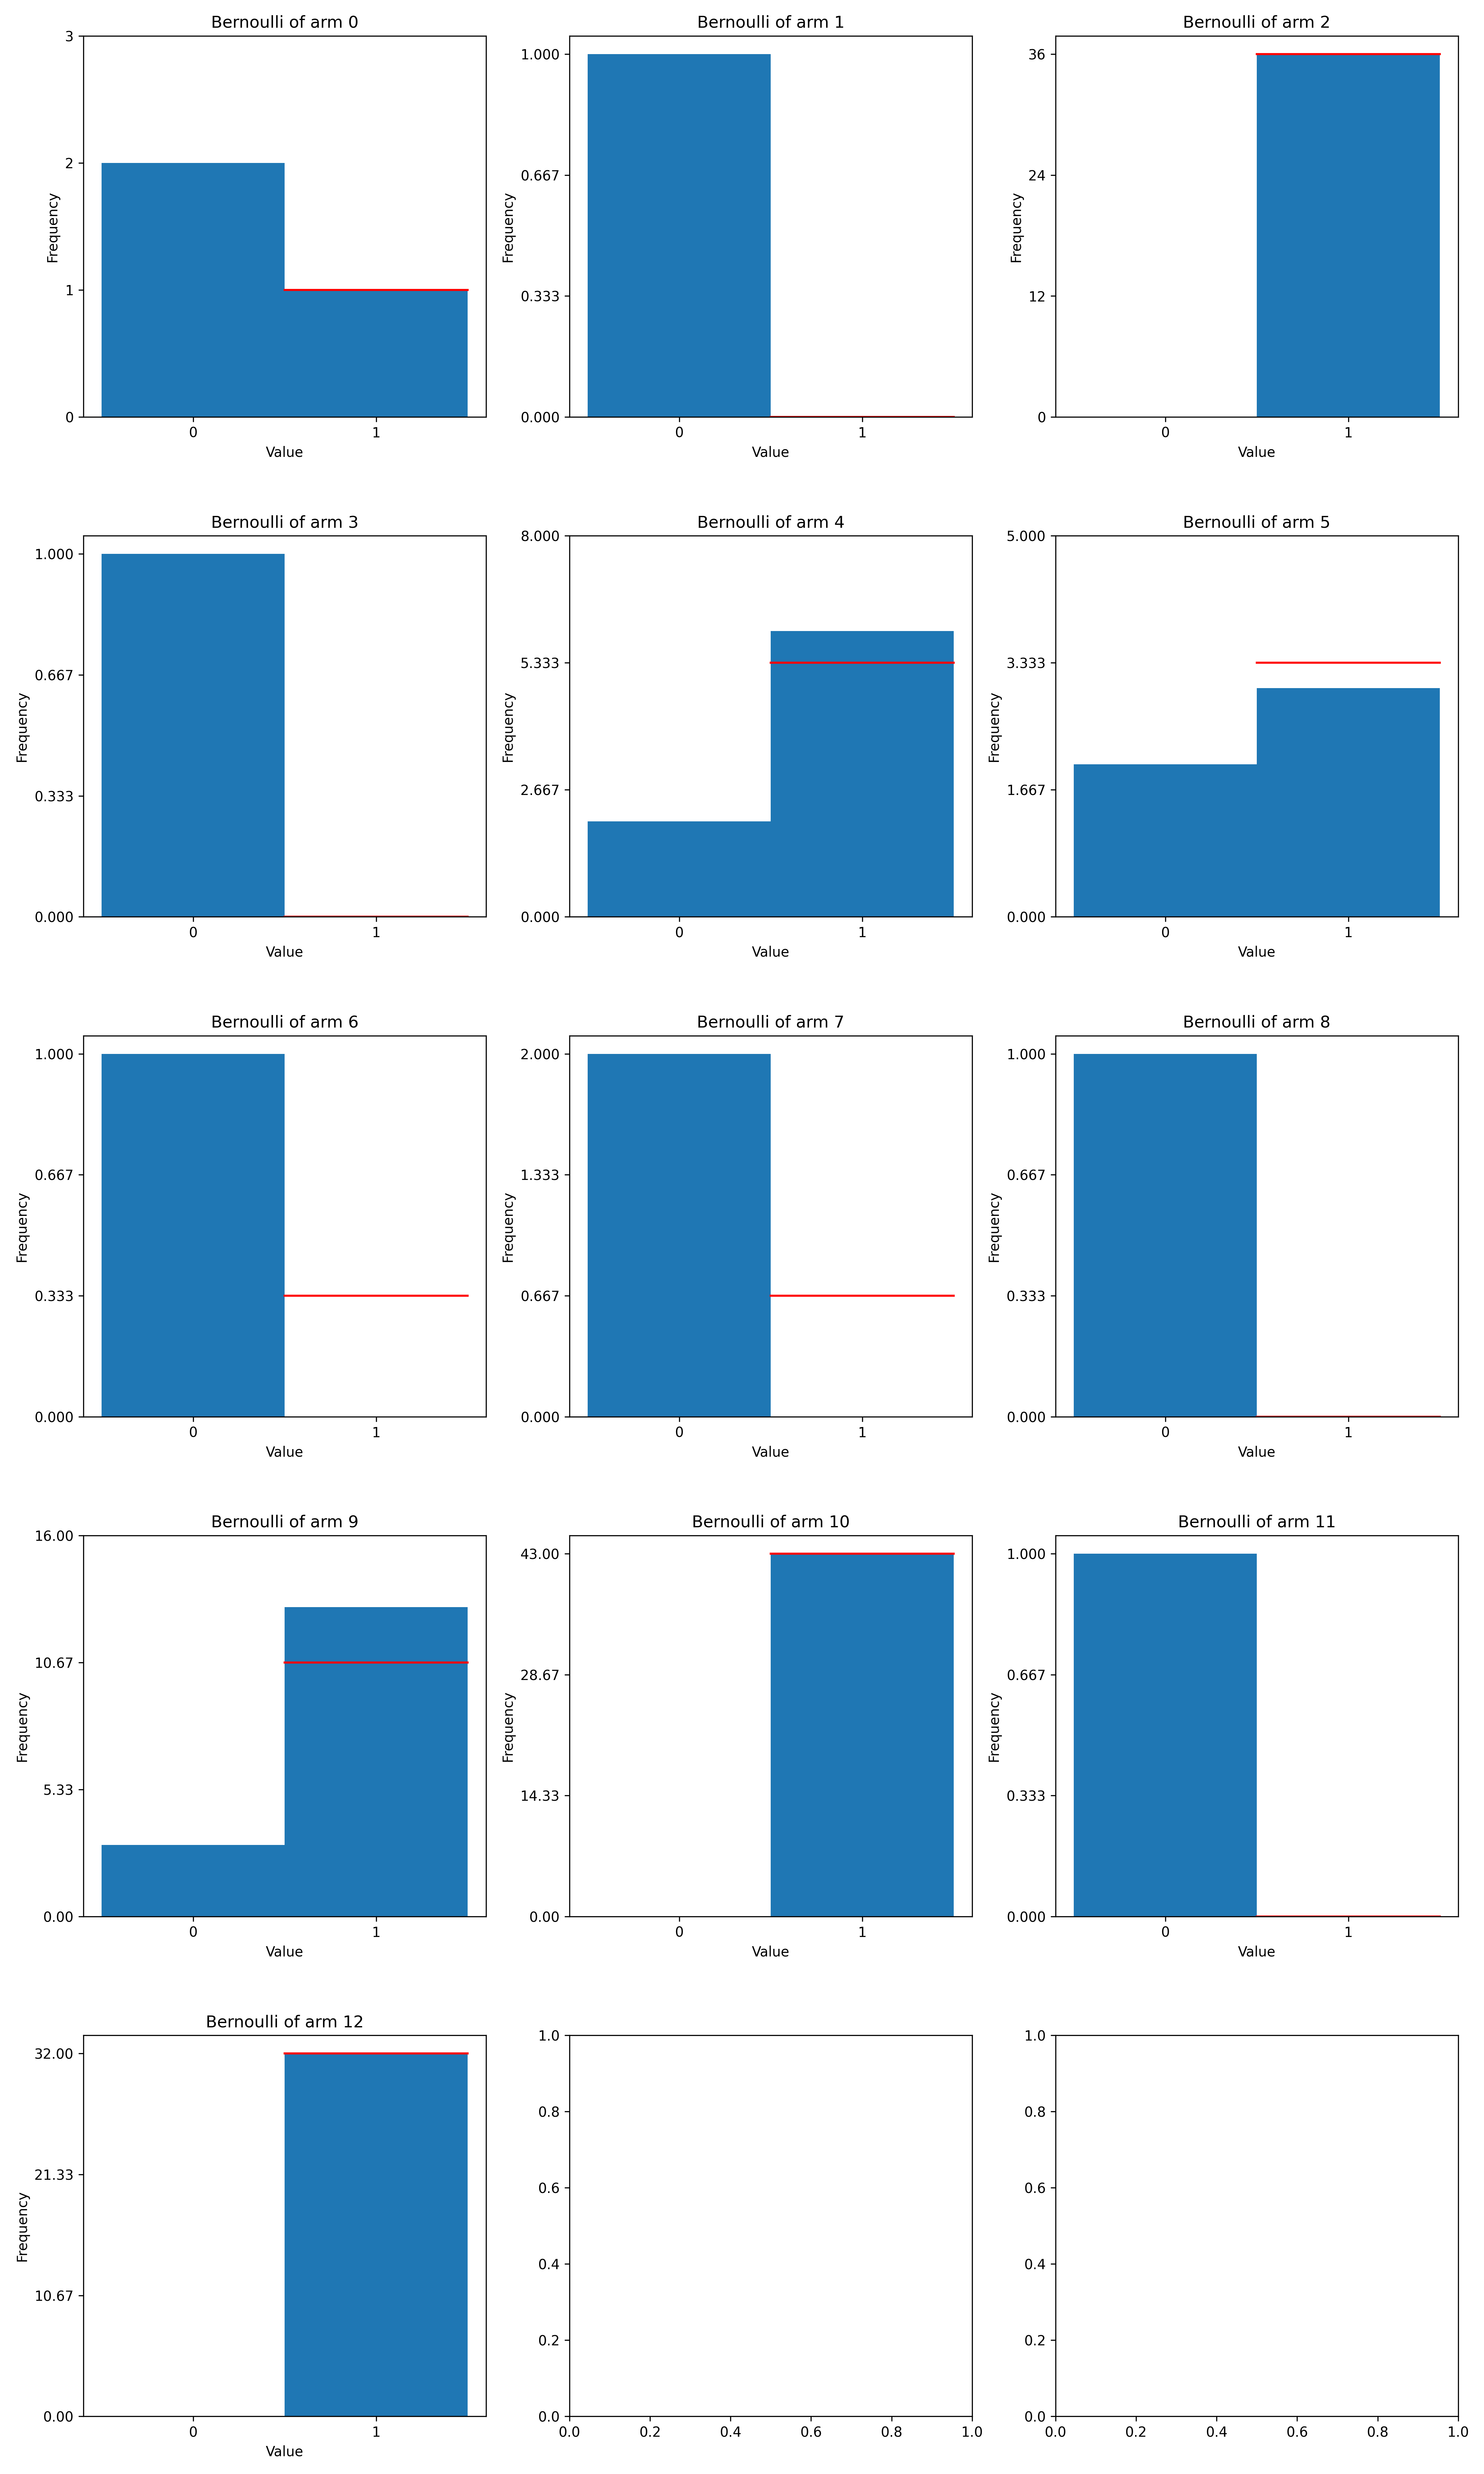 Bernoulli of arm 0
3
2
1
0
Frequency
0 1
Value
Bernoulli of arm 1
1.000
0.667
0.333
0.000
Frequency
0 1
Value
Bernoulli of arm 2
36
24
12
0
Frequency
0 1
Value
Bernoulli of arm 3
1.000
0.667
0.333
0.000
Frequency
0 1
Value
Bernoulli of arm 4
8.000
5.333
2.667
0.000
Frequency
0 1
Value
Bernoulli of arm 5
5.000
3.333
1.667
0.000
Frequency
0 1
Value
Bernoulli of arm 6
1.000
0.667
0.333
0.000
Frequency
0 1
Value
Bernoulli of arm 7
2.000
1.333
0.667
0.000
Frequency
0 1
Value
Bernoulli of arm 8
1.000
0.667
0.333
0.000
Frequency
0 1
Value
Bernoulli of arm 9
16.00
10.67
5.33
0.00
Frequency
0 1
Value
Bernoulli of arm 10
43.00
28.67
14.33
0.00
Frequency
0 1
Value
Bernoulli of arm 11
1.000
0.667
0.333
0.000
Frequency
0 1
Value
Bernoulli of arm 12
32.00
21.33
10.67
0.00
Frequency
0 1
Value
1.0
0.8
0.6
0.4
0.2
0.0
0.0 0.2 0.4 0.6 0.8 1.0
1.0
0.8
0.6
0.4
0.2
0.0
0.0 0.2 0.4 0.6 0.8 1.0